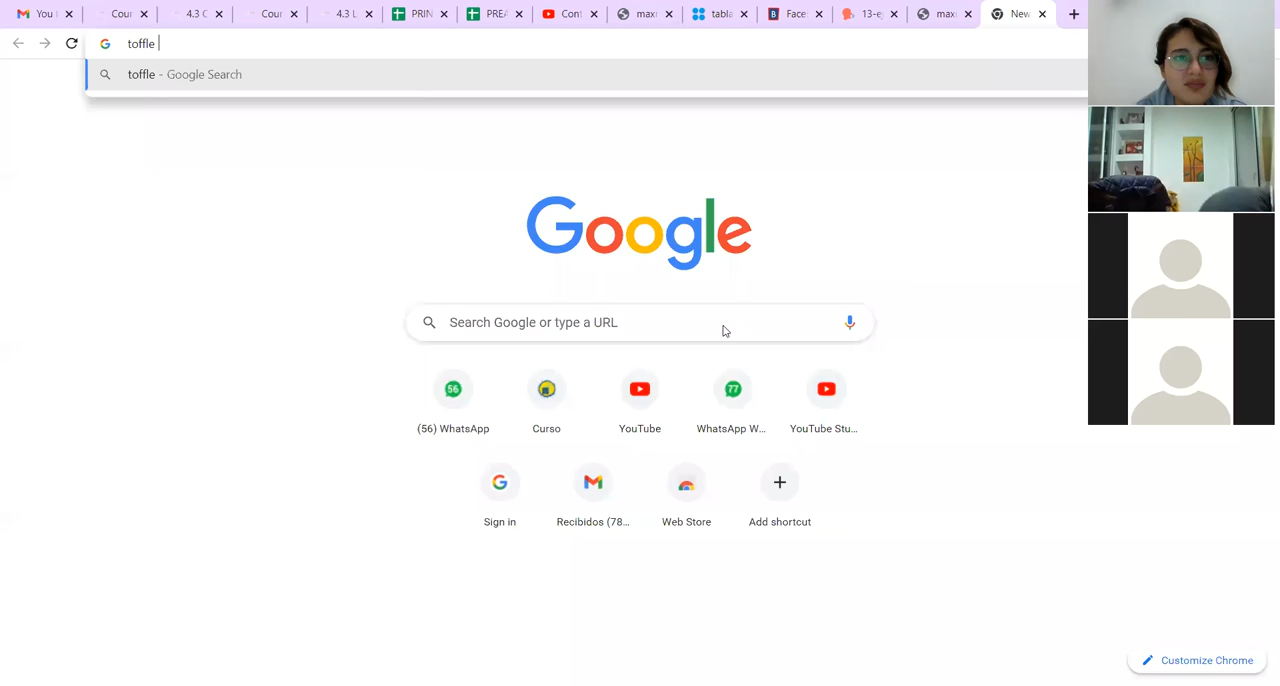 You
Cour
4.3 C
Cour
4.3 L
PRIN
PREA
Cont
maxr
tabla
Face
13-e
maxr
New
toffle
toffle - Google Search
Google
Search Google or type a URL
56
77
(56) WhatsApp
Curso
YouTube
WhatsApp W...
YouTube Stu...
Sign in
Recibidos (78...
Web Store
Add shortcut
Customize Chrome